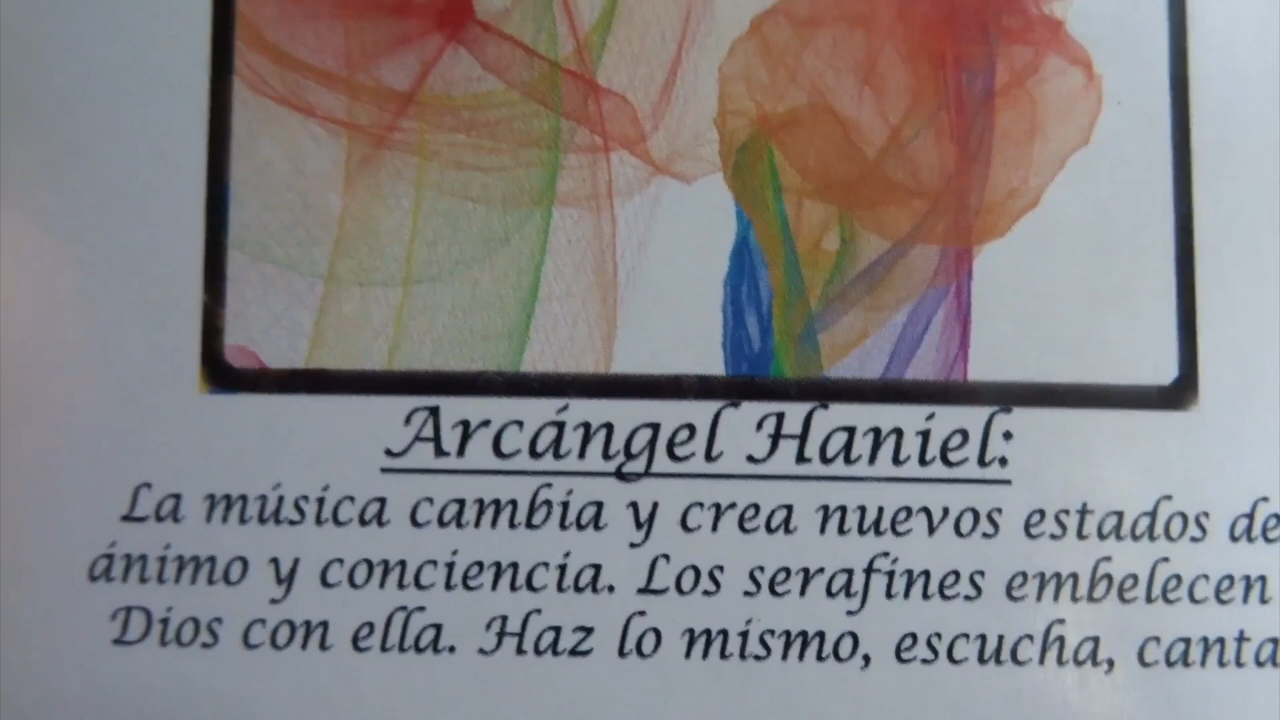 Arcángel Haniel:
La música cambia y crea nuevos estados de
ánimo y conciencia. Los serafines embelecen
Dios con ella. Haz lo mismo, escucha, canta